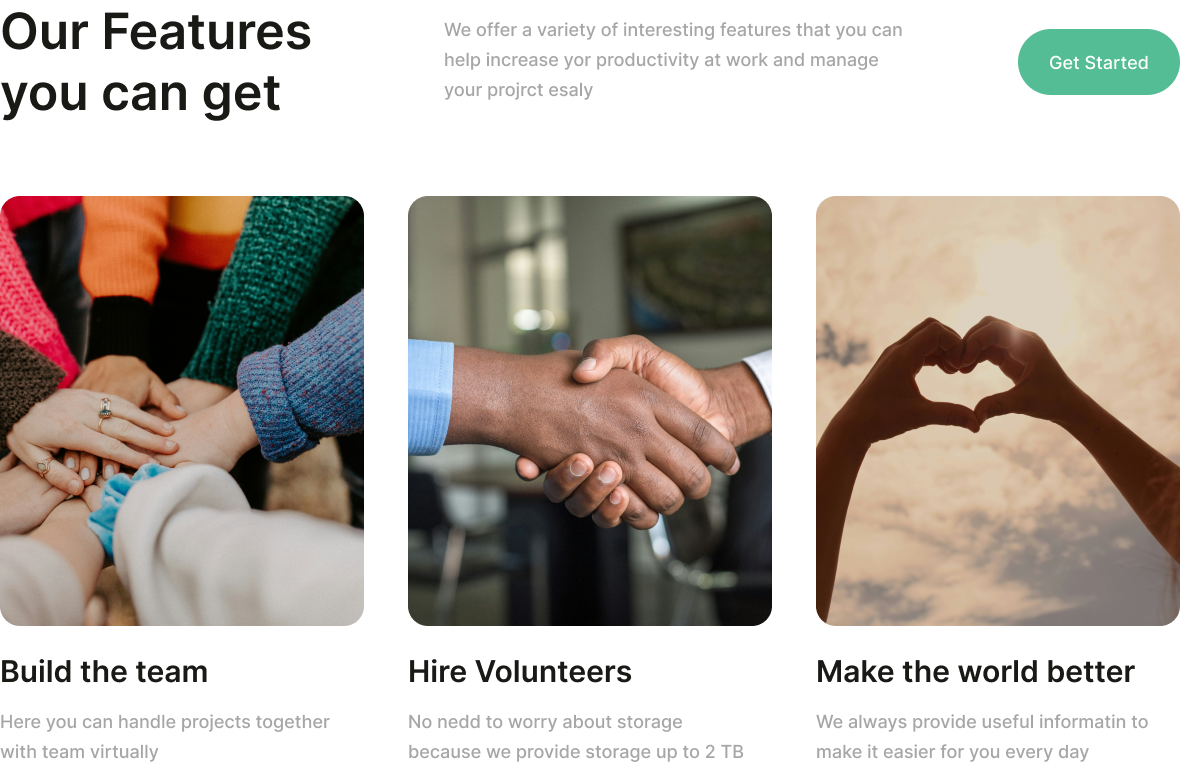 Our Features
you can get
We offer a variety of interesting features that you can
help increase yor productivity at work and manage
your projrct esaly
Get Started
Build the team
Here you can handle projects together
with team virtually
Hire Volunteers
No nedd to worry about storage
because we provide storage up to 2 TB
Make the world better
We always provide useful informatin to
make it easier for you every day